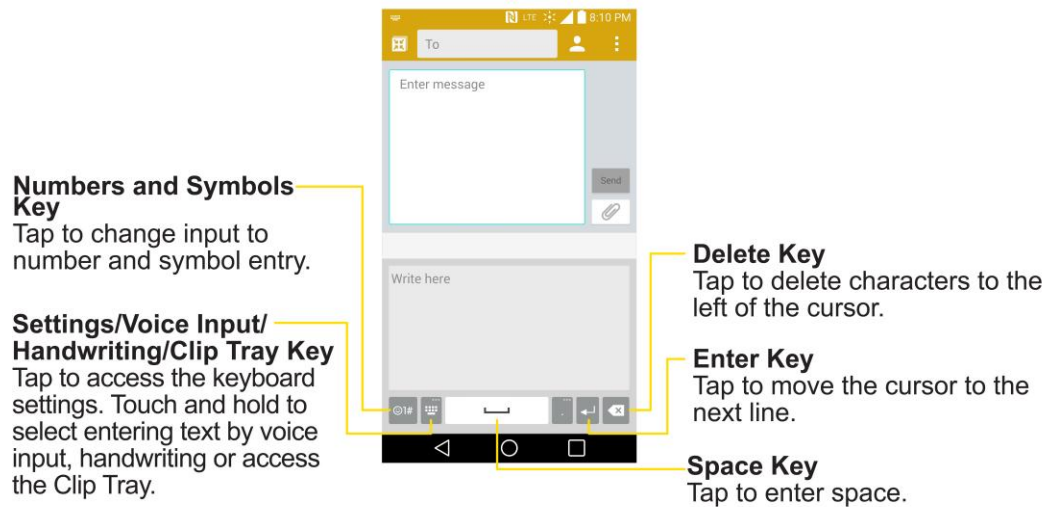 LTE 8:10 PM
To
Enter message
Send
Write here
1#
.
Numbers and Symbols
Key
Tap to change input to
number and symbol entry.
Settings/Voice Input/
Handwriting/Clip Tray Key
Tap to access the keyboard
settings. Touch and hold to
select entering text by voice
input, handwriting or access
the Clip Tray.
Delete Key
Tap to delete characters to the
left of the cursor.
Enter Key
Tap to move the cursor to the
next line.
Space Key
Tap to enter space.